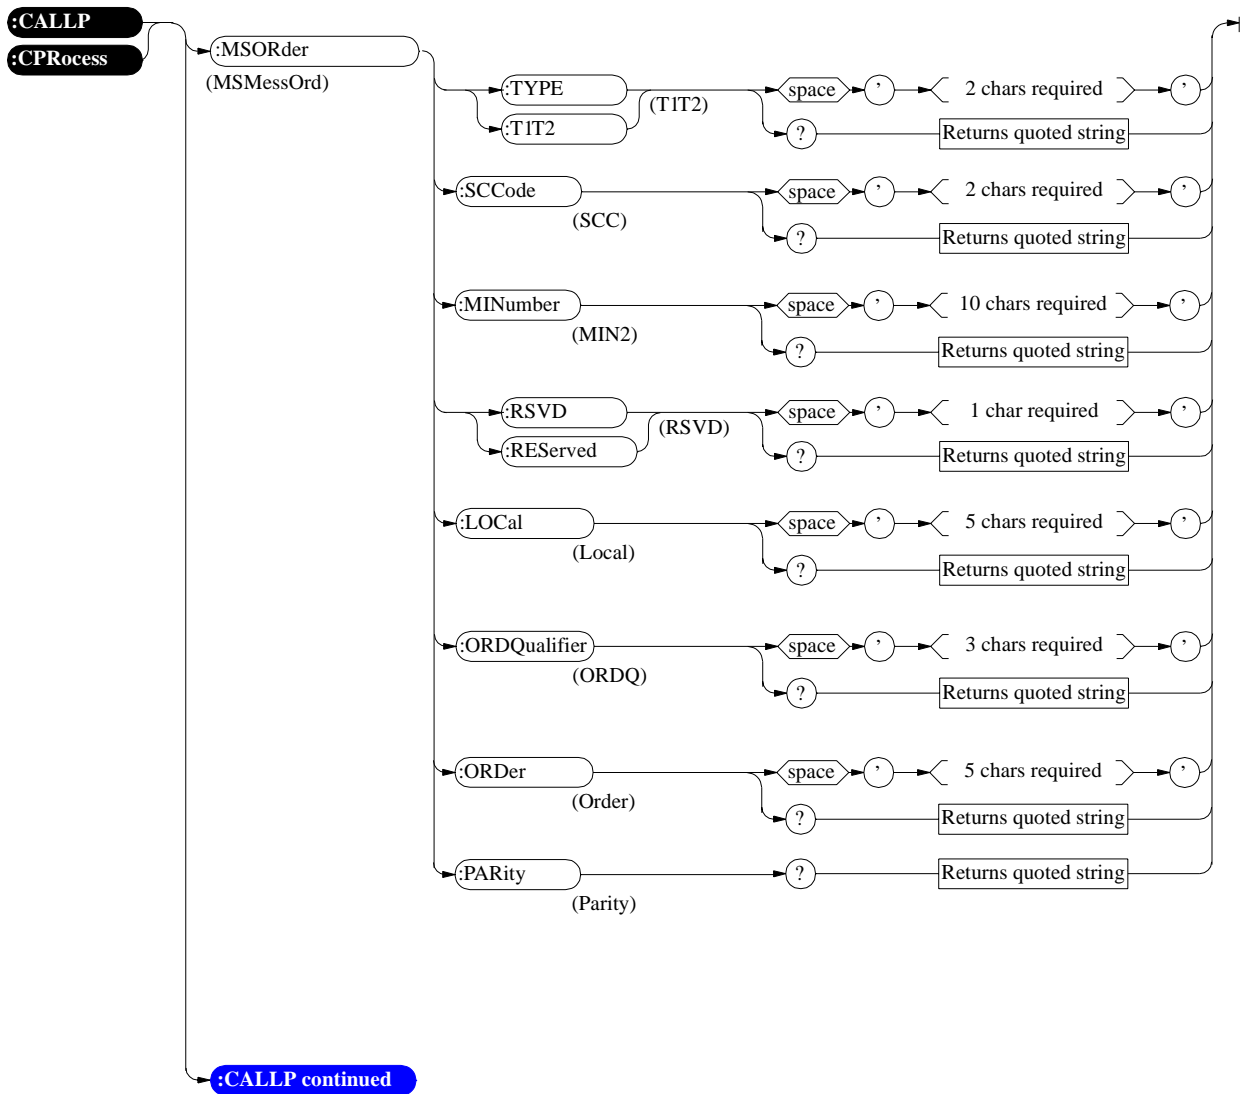 :CALLP
:CPRocess
:MSORder
(MSMessOrd)
:TYPE
:T1T2
(T1T2)
space ’ 2 chars required ’
? Returns quoted string
:SCCode
(SCC)
space ’ 2 chars required ’
? Returns quoted string
:MINumber
(MIN2)
space ’ 10 chars required ’
? Returns quoted string
:RSVD
:REServed
(RSVD)
space ’ 1 char required ’
? Returns quoted string
:LOCal
(Local)
space ’ 5 chars required ’
? Returns quoted string
:ORDQualifier
(ORDQ)
space ’ 3 chars required ’
? Returns quoted string
:ORDer
(Order)
space ’ 5 chars required ’
? Returns quoted string
:PARity
(Parity)
? Returns quoted string
:CALLP continued